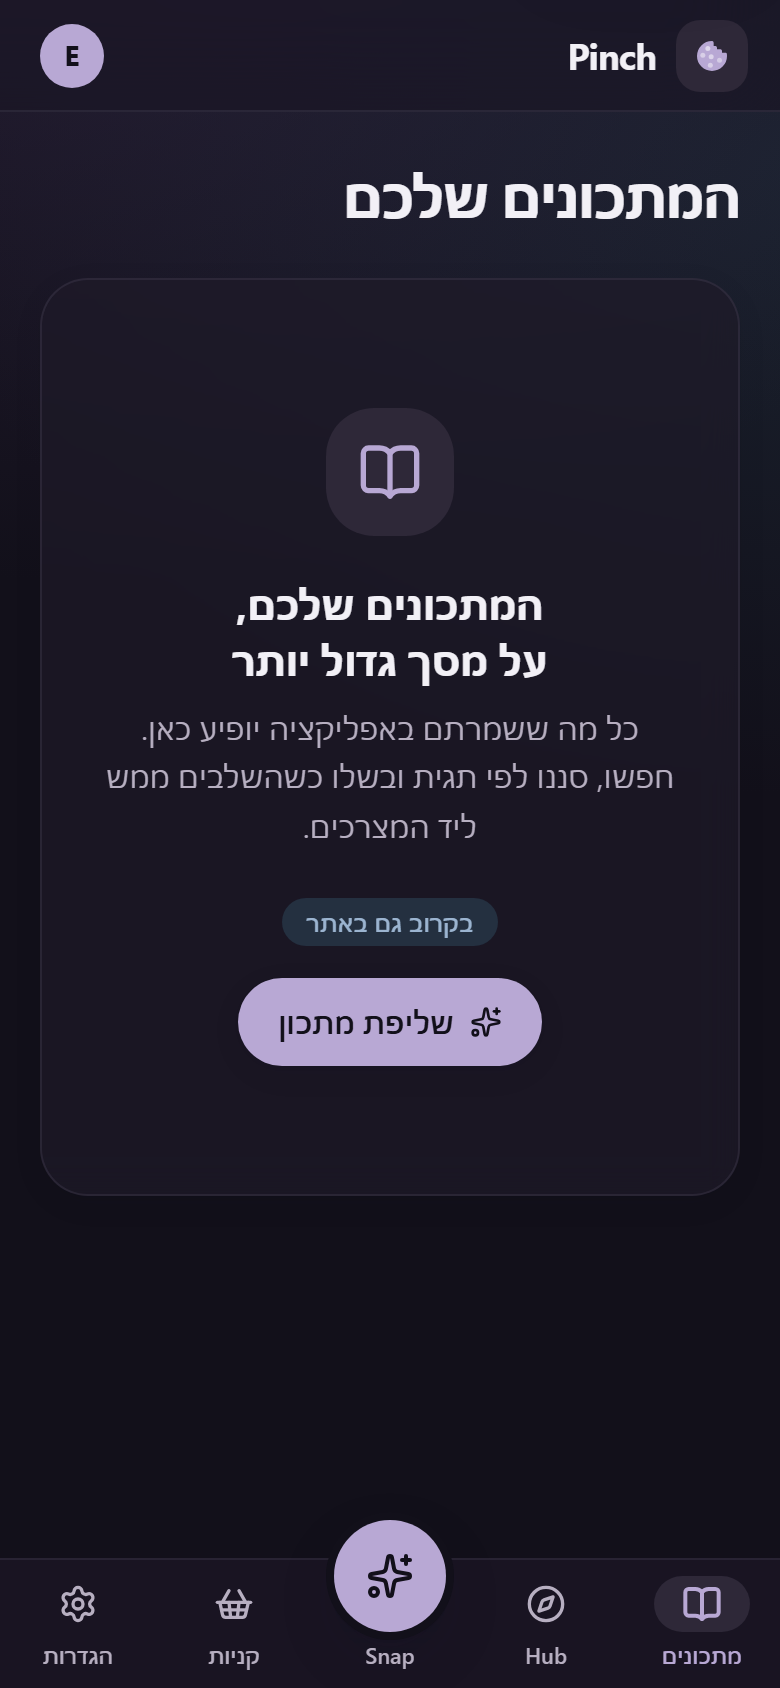 Pinch
E
המתכונים שלכם
המתכונים שלכם,
על מסך גדול יותר
כל מה ששמרתם באפליקציה יופיע כאן.
חפשו, סננו לפי תגית ובשלו כשהשלבים ממש
ליד המצרכים.
בקרוב גם באתר
שליפת מתכון
מתכונים
Hub
Snap
קניות
הגדרות